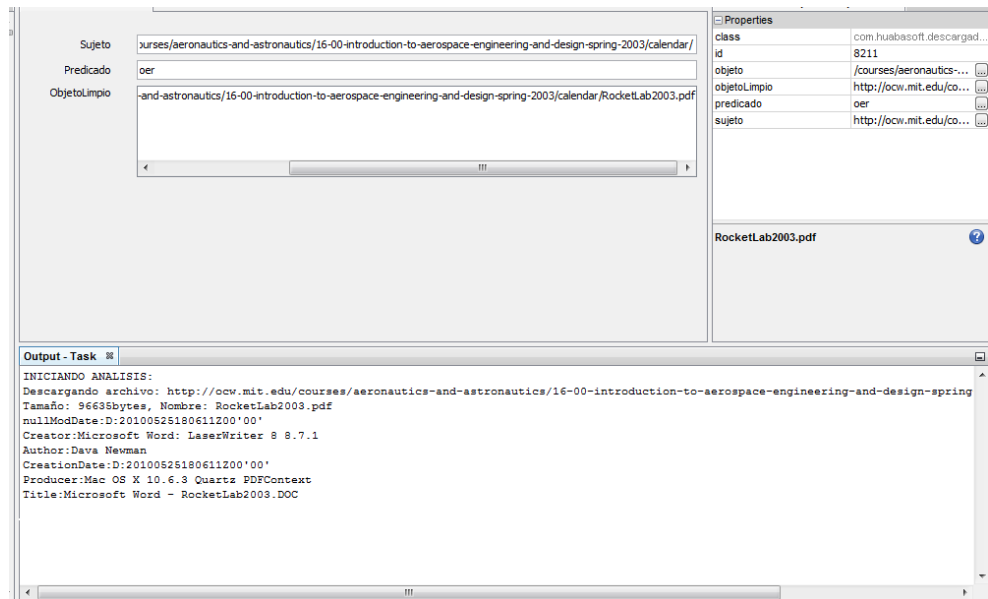 Sujeto
ourses/aeronautics-and-astronautics/16-00-introduction-to-aerospace-engineering-and-design-spring-2003/calendar/
Predicado
oer
ObjetoLimpio
-and-astronautics/16-00-introduction-to-aerospace-engineering-and-design-spring-2003/calendar/RocketLab2003.pdf
Properties
class com.huabasoft.descargad...
id 8211
objeto /courses/aeronautics-... ...
objetoLimpio http://ocw.mit.edu/co... ...
predicado oer ...
sujeto http://ocw.mit.edu/co... ...
RocketLab2003.pdf
Output - Task
INICIANDO ANALISIS:
Descargando archivo: http://ocw.mit.edu/courses/aeronautics-and-astronautics/16-00-introduction-to-aerospace-engineering-and-design-spring
Tamaño: 96635bytes, Nombre: RocketLab2003.pdf
nullModDate:D:20100525180611Z00'00'
Creator:Microsoft Word: LaserWriter 8 8.7.1
Author:Dava Newman
CreationDate:D:20100525180611Z00'00'
Producer:Mac OS X 10.6.3 Quartz PDFContext
Title:Microsoft Word - RocketLab2003.DOC